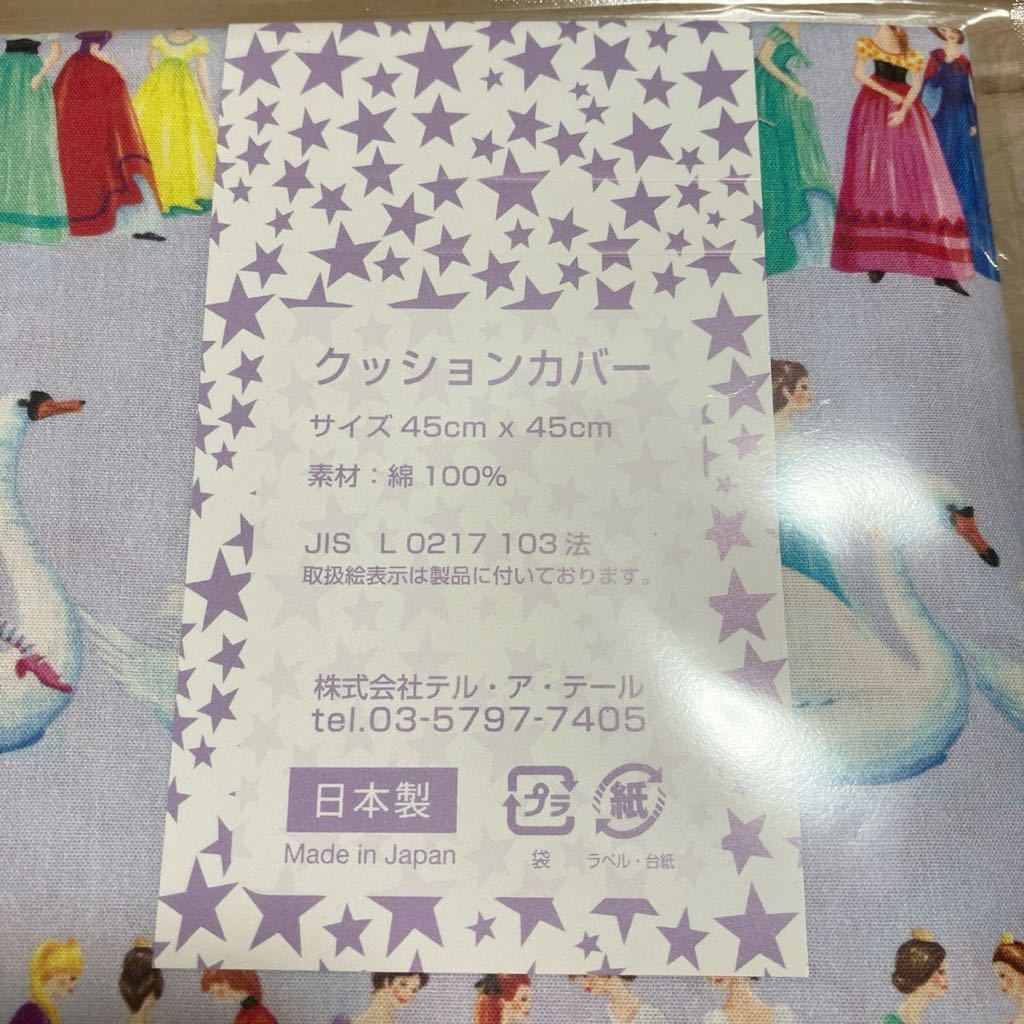 クッションカバー
サイズ 45cm x 45cm
素材：綿 100%
JIS L 0217 103 法
取扱絵表示は製品に付いております。
株式会社テル・ア・テール
tel.03-5797-7405
日本製 プラ 紙
Made in Japan 袋 ラベル・台紙